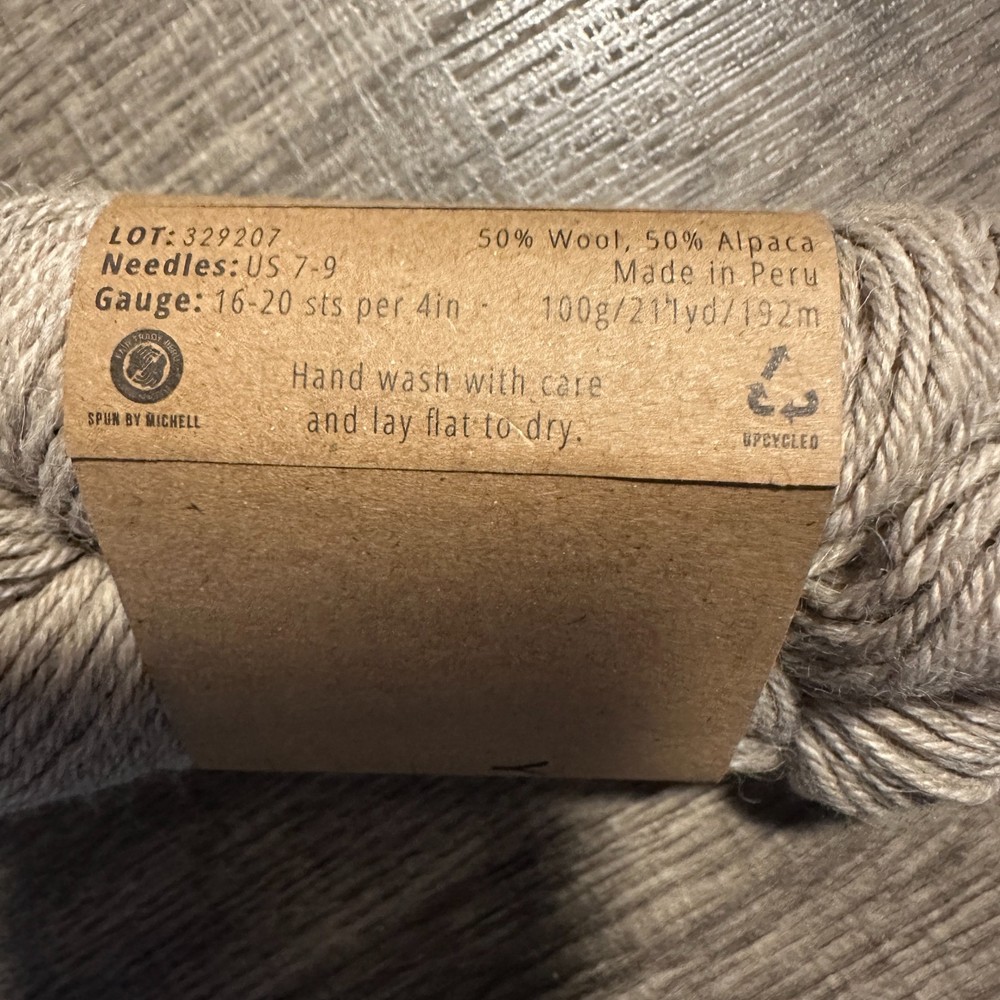 LOT: 329207
50% Wool, 50% Alpaca
Needles: US 7-9
Made in Peru
Gauge: 16-20 sts per 4in
100g/211yd/192m
Hand wash with care
and lay flat to dry.
SPUN BY MICHELL
UPCYCLED